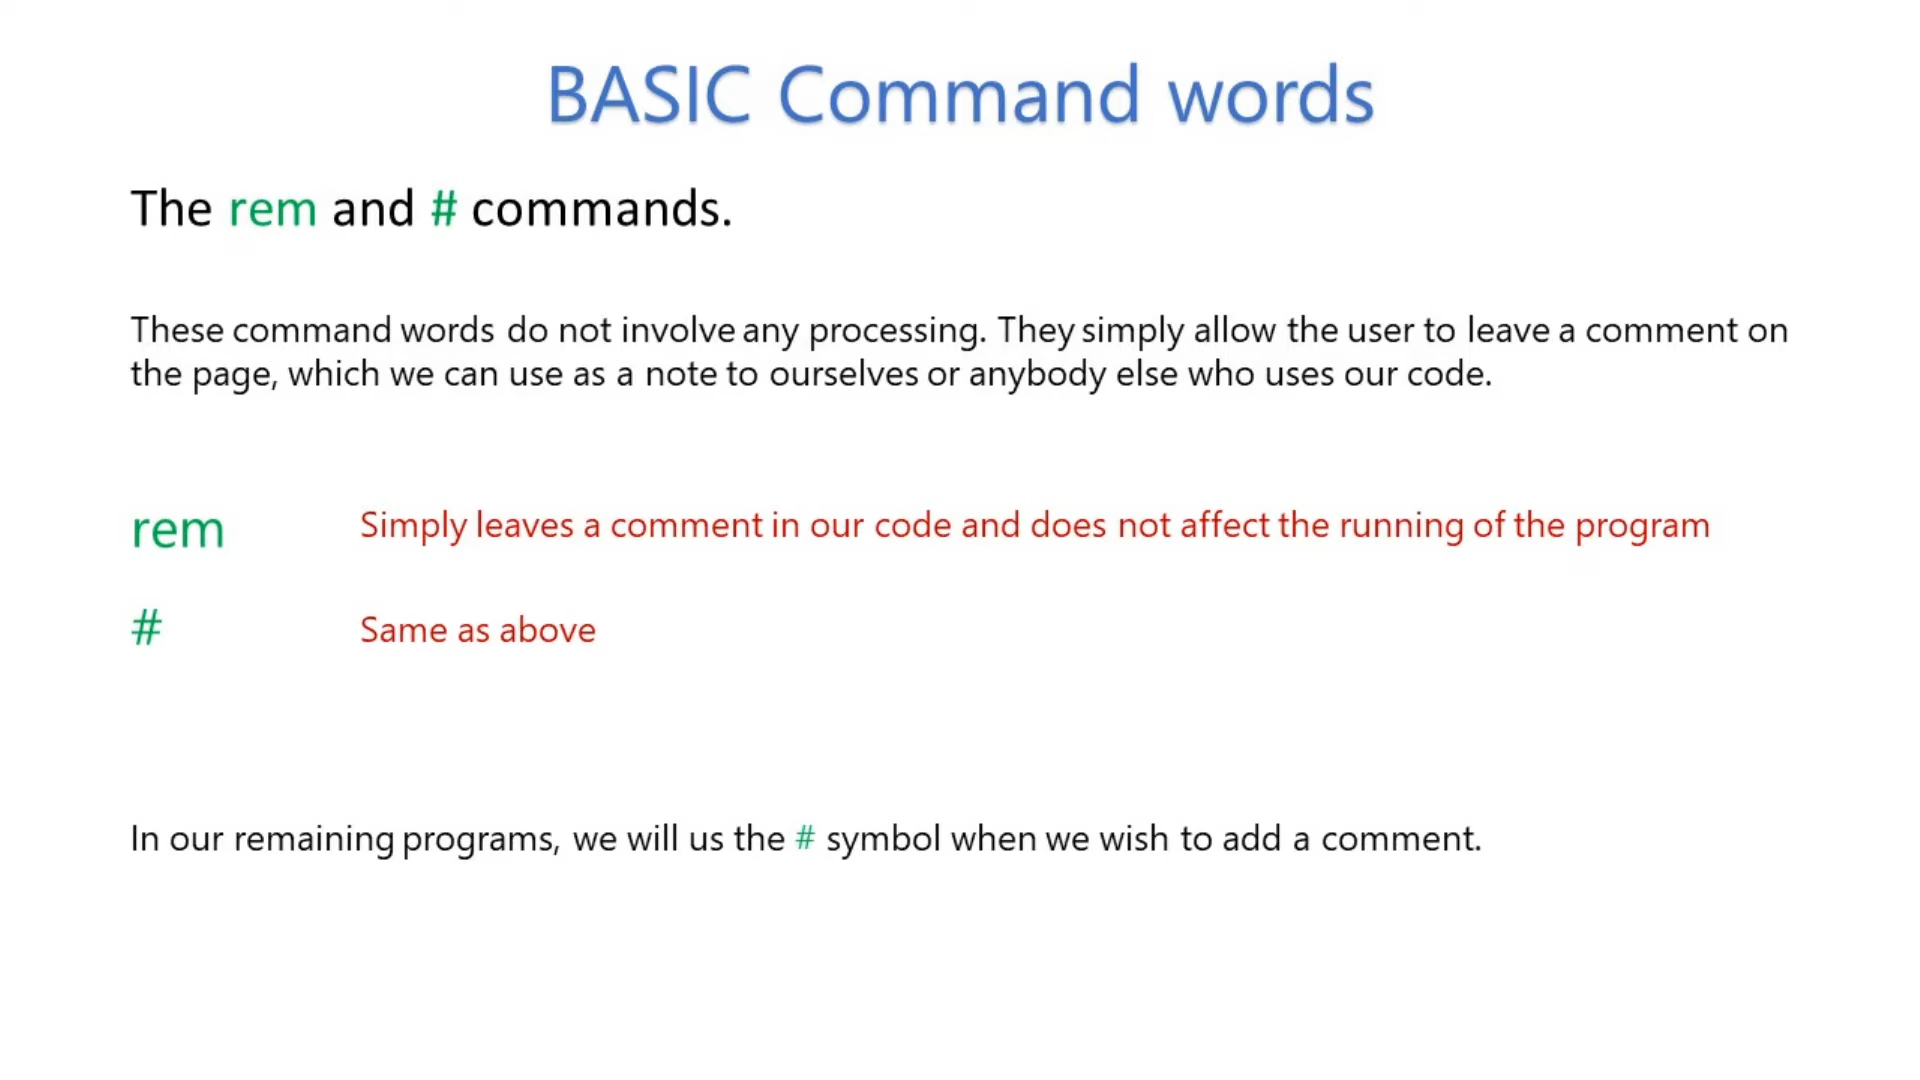 BASIC Command words
The rem and # commands.
These command words do not involve any processing. They simply allow the user to leave a comment on
the page, which we can use as a note to ourselves or anybody else who uses our code.
rem Simply leaves a comment in our code and does not affect the running of the program
# Same as above
In our remaining programs, we will us the # symbol when we wish to add a comment.